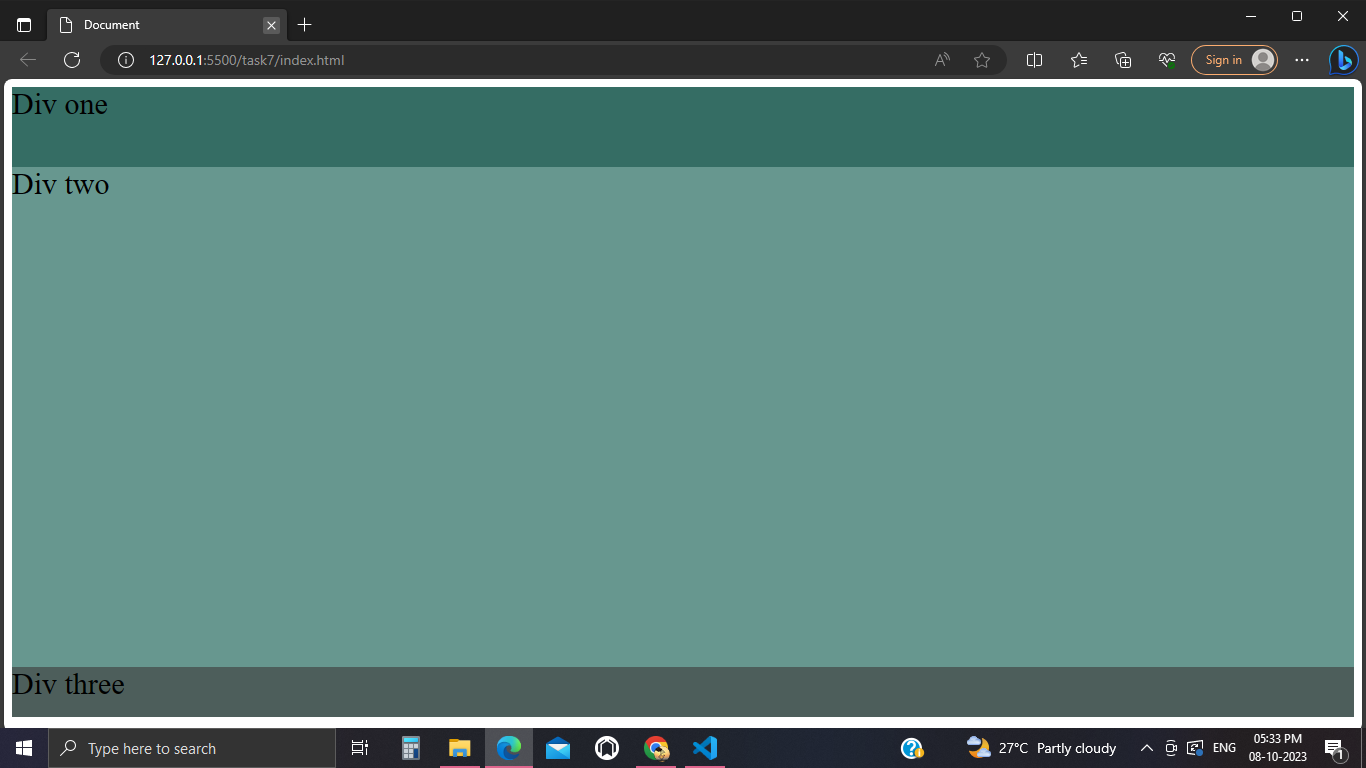 Document
127.0.0.1:5500/task7/index.html
Sign in
Div one
Div two
Div three
Type here to search
27°C Partly cloudy
ENG
05:33 PM
08-10-2023
1